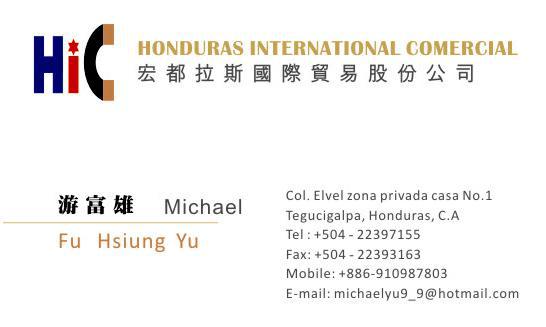 HiC
HONDURAS INTERNATIONAL COMERCIAL
宏都拉斯國際貿易股份公司
游富雄 Michael
Fu Hsiung Yu
Col. Elvel zona privada casa No.1
Tegucigalpa, Honduras, C.A
Tel : +504 - 22397155
Fax: +504 - 22393163
Mobile: +886-910987803
E-mail: michaelyu9_9@hotmail.com